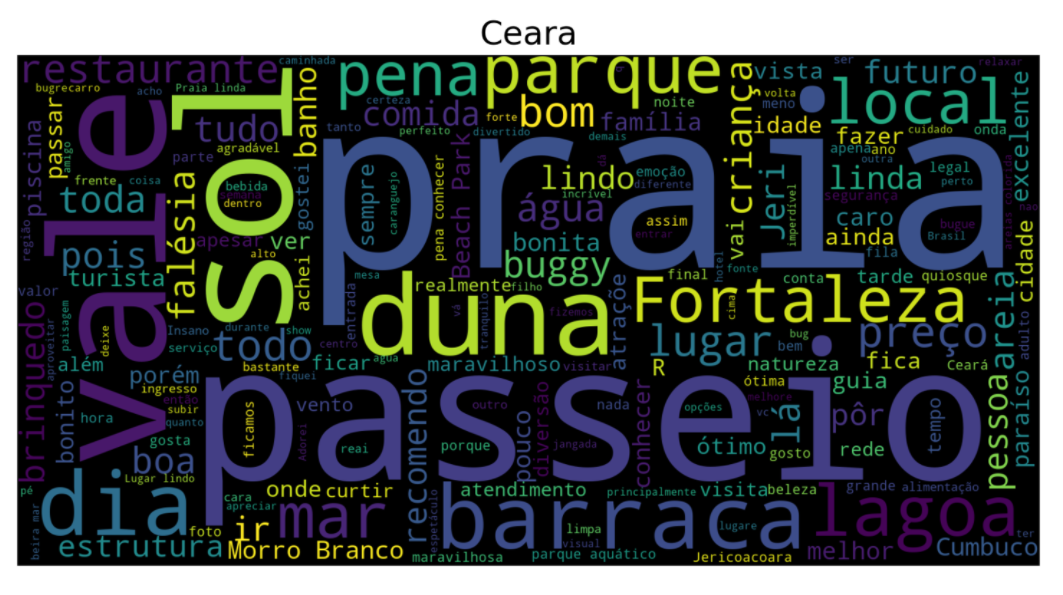 Ceara
bugrecarro
acho
Praia linda
caminhada
ser
relaxar
restaurante
pena
parque
vista
futuro
certeza
noite
volta
meno
passar
amigo
vale
sol
tudo
banho
comida
bom
forte
família
local
idade
fazer
cuidado
onda
excelente
tanto
perfeito
divertido
demais
criança
vai
apena
ano
piscina
parte
agradável
praia
outra
frente
coisa
bebida
dentro
gostei
sempre
caranguejo
pena conhecer
Beach Park
lindo
emoção
incrível
diferente
Jeri
imperdível
linda
legal
perto
segurança
toda
falésia
semana
água
assim
entrar
caro
bugue
não
região
apesar
ver
alto
bonita
ainda
fila
Brasil
areias colorida
cidade
pois
turista
achei
mesa
buggy
final
hotel
fonte
conta
tarde
quiosque
valor
realmente
filho
duna
Fortaleza
areia
brinquedo
paisagem
aproveitar
deixe
Insano
durante
show
entrada
vá
tranquilo
fizemos
atraçõe
cima
adulto
serviço
todo
centro
lugar
bug
bem
preço
além
bastante
ficar
água
maravilhoso
visitar
R
natureza
fica
Ceará
bonito
porém
ingresso
fiquei
passeio
ótima
melhore
guia
paraíso
então
subir
hora
quanto
ficamos
Adorei
vento
recomendo
outro
pouco
diversão
nada
conhecer
opções
vc
pôr
tempo
pessoa
gosta
reai
porque
jangada
ótimo
gosto
lá
rede
boa
pé
Lugar lindo
cara
apreciar
onde
curtir
atendimento
principalmente
visita
beleza
grande
alimentação
dia
foto
ir
mar
espetáculo
barraca
limpa
visual
lugare
lagoa
ter
beira mar
estrutura
Morro Branco
maravilhosa
parque aquático
Jericoacoara
melhor
Cumbuco